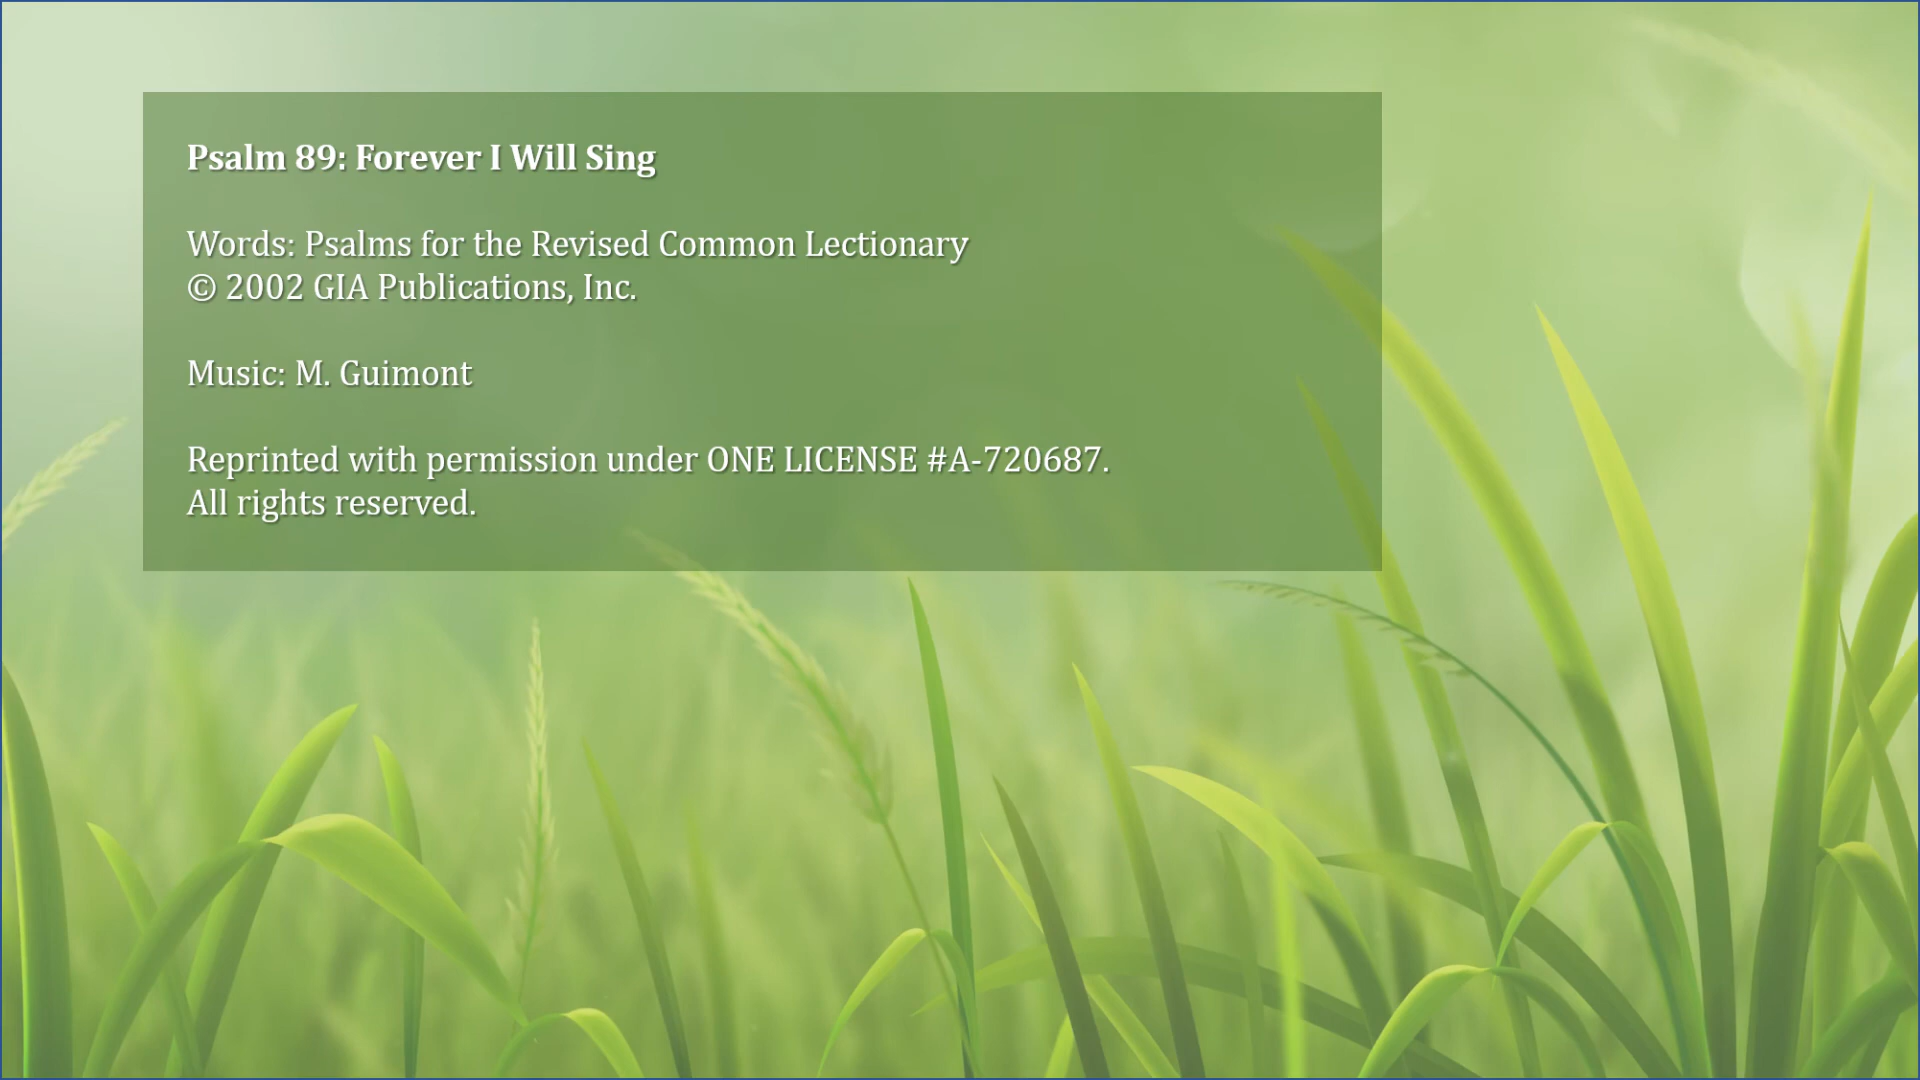 Psalm 89: Forever I Will Sing
Words: Psalms for the Revised Common Lectionary
© 2002 GIA Publications, Inc.
Music: M. Guimont
Reprinted with permission under ONE LICENSE #A-720687.
All rights reserved.